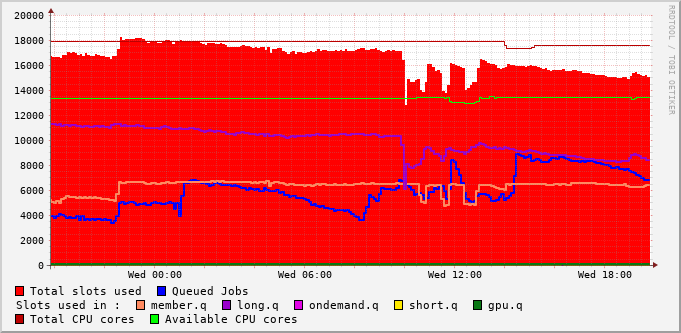 20000
18000
16000
14000
12000
10000
8000
6000
4000
2000
0
Wed 00:00 Wed 06:00 Wed 12:00 Wed 18:00
Total slots used Queued Jobs
Slots used in : member.q long.q ondemand.q short.q gpu.q
Total CPU cores Available CPU cores
RRDTOOL / TOBI OETIKER